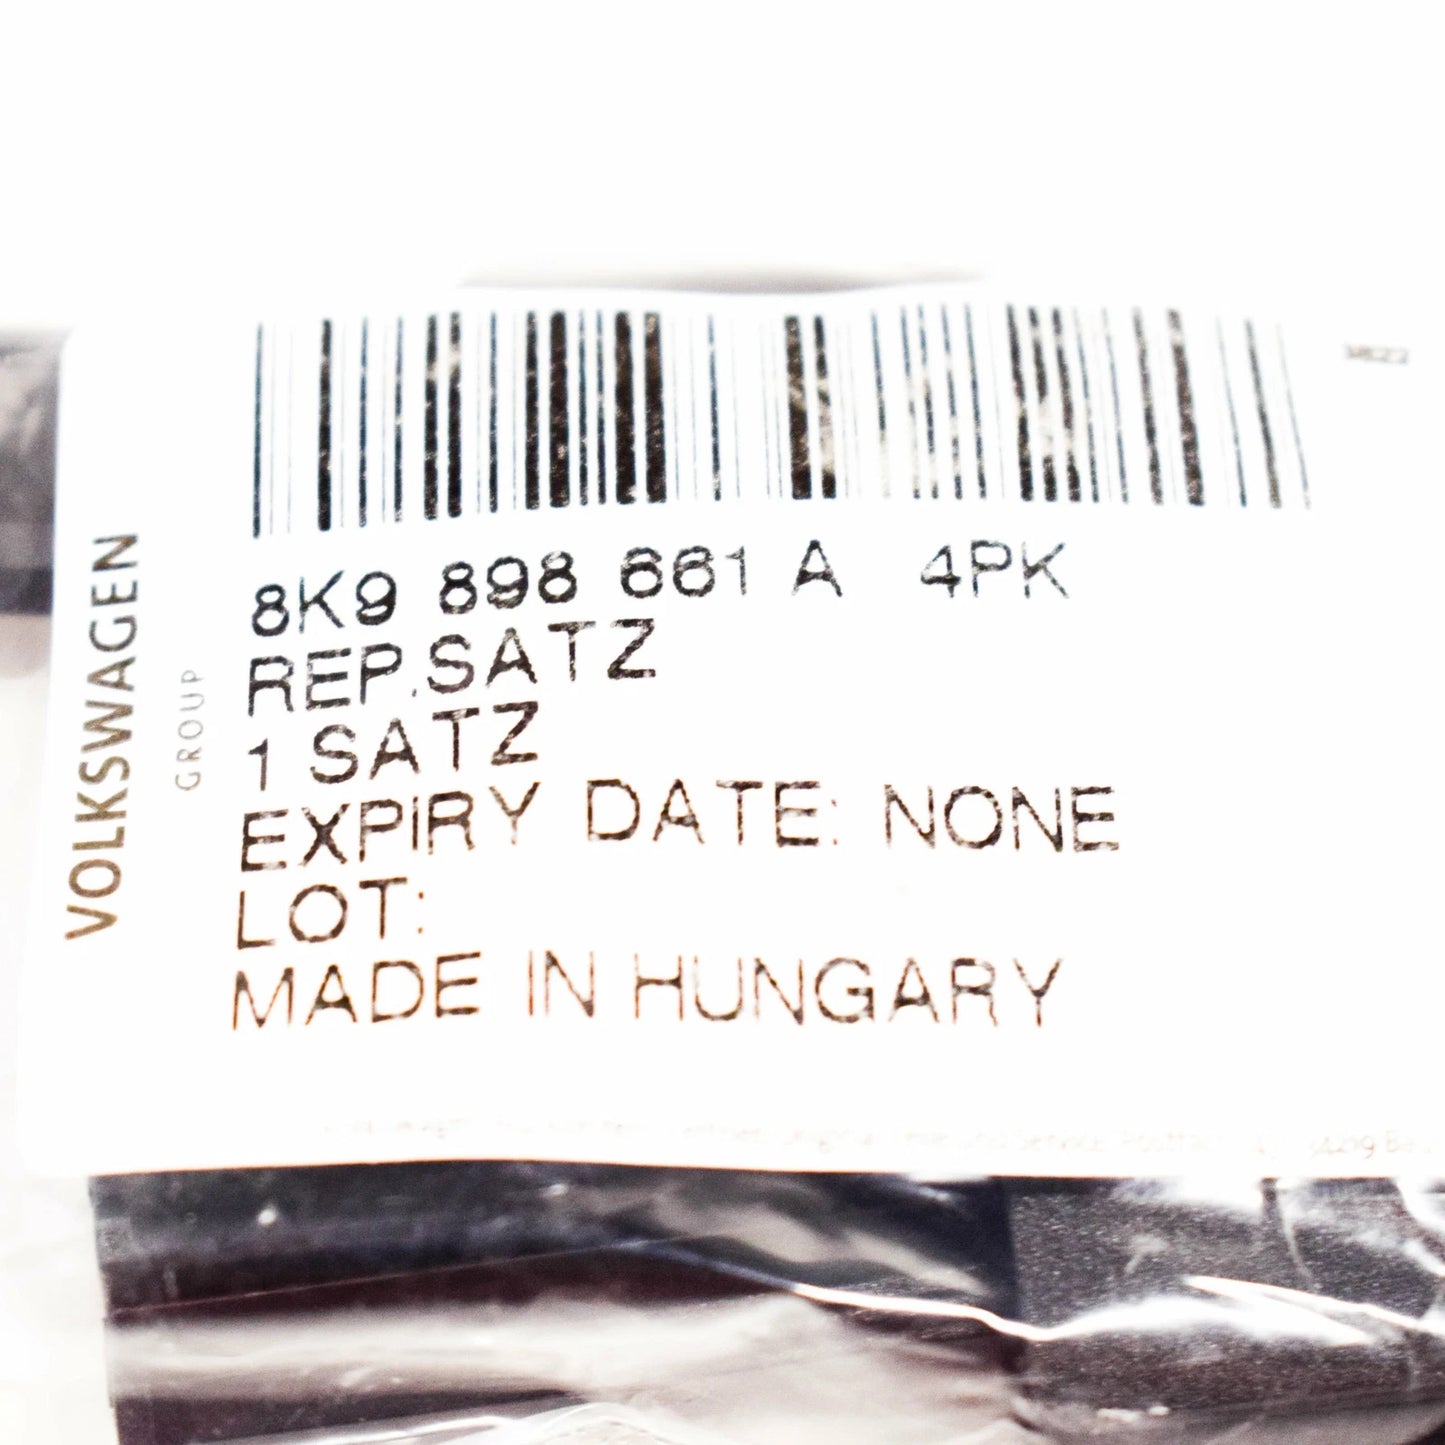 VOLKSWAGEN
GROUP
8K9 898 661 A 4PK
REP.SATZ
1 SATZ
EXPIRY DATE: NONE
LOT:
MADE IN HUNGARY